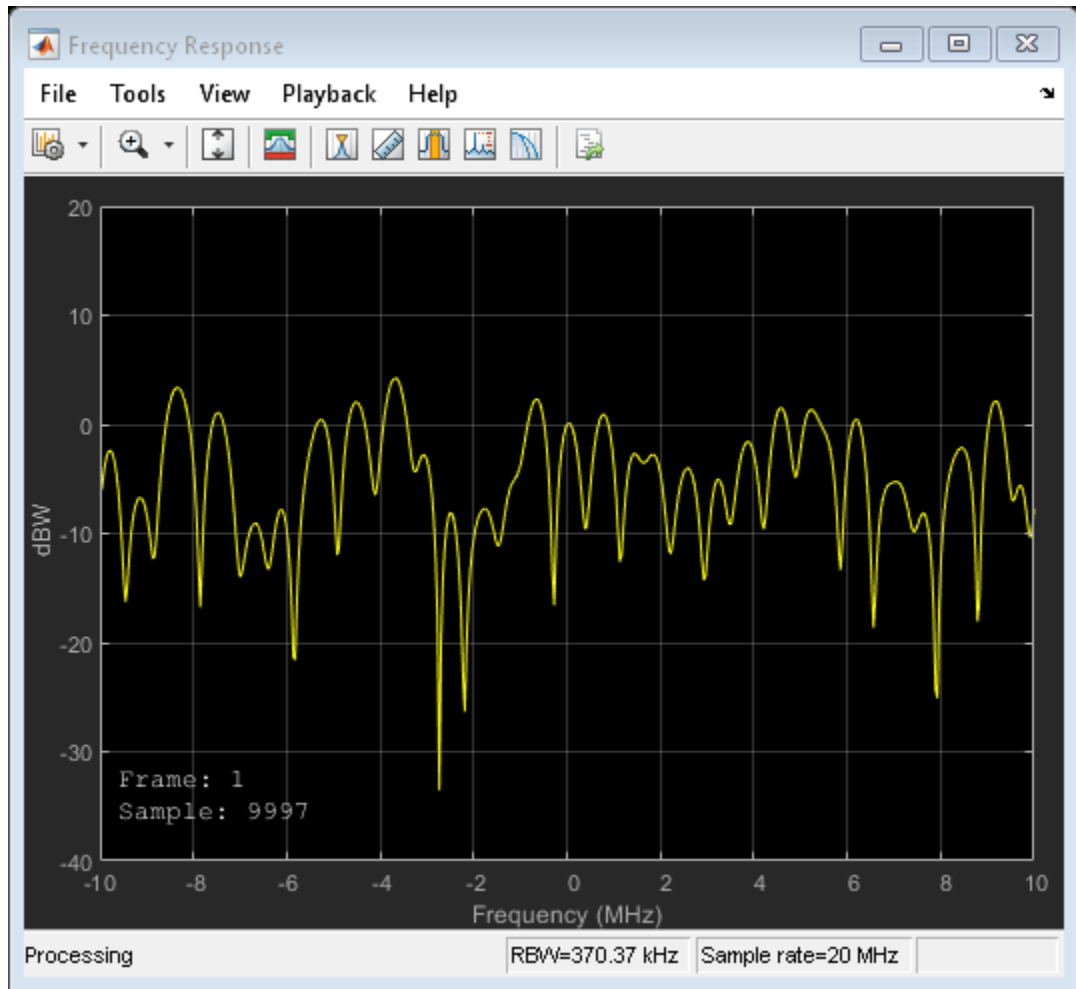 Frequency Response
File Tools View Playback Help
20
10
0
-10
-20
-30
-40
dBW
Frame: 1
Sample: 9997
-10 -8 -6 -4 -2 0 2 4 6 8 10
Frequency (MHz)
Processing RBW=370.37 kHz Sample rate=20 MHz